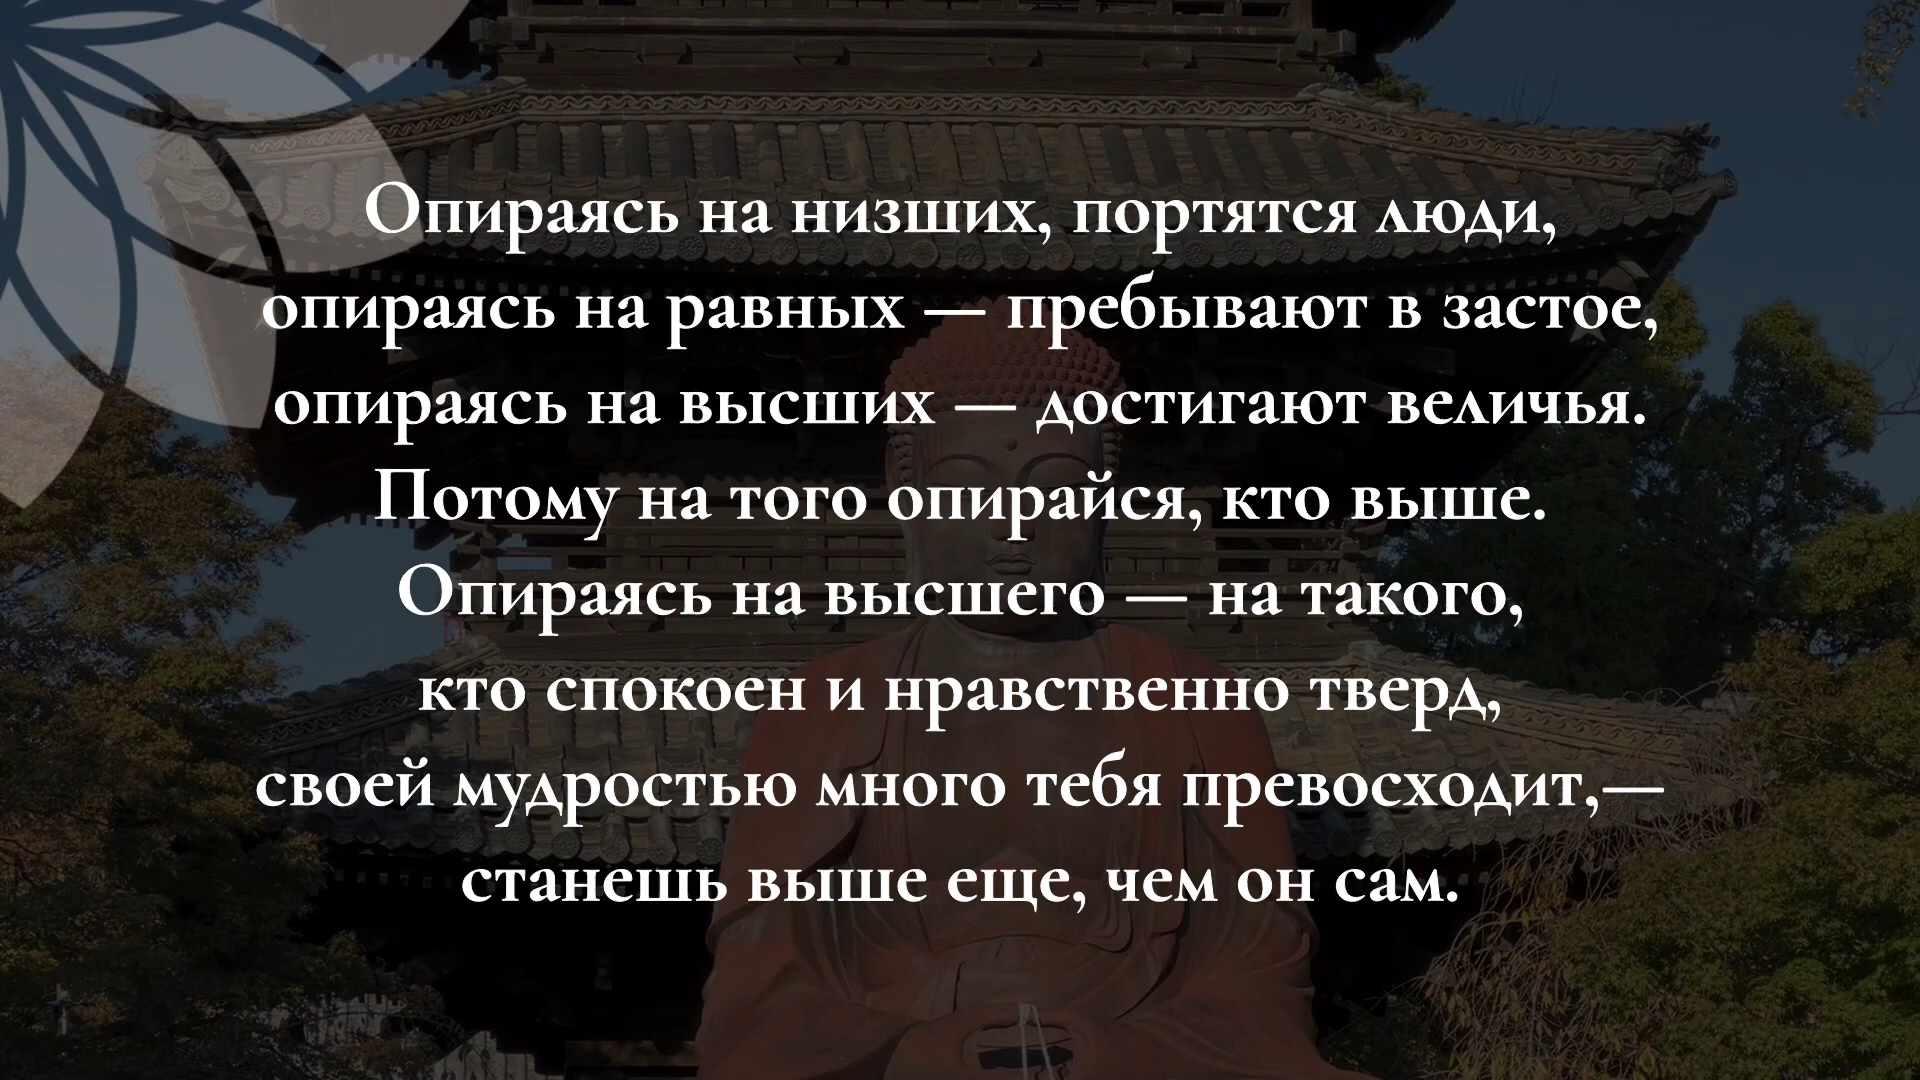 Опираясь на низших, портятся люди,
опираясь на равных — пребывают в застое,
опираясь на высших — достигают величья.
Потому на того опирайся, кто выше.
Опираясь на высшего — на такого,
кто спокоен и нравственно тверд,
своей мудростью много тебя превосходит,—
станешь выше еще, чем он сам.